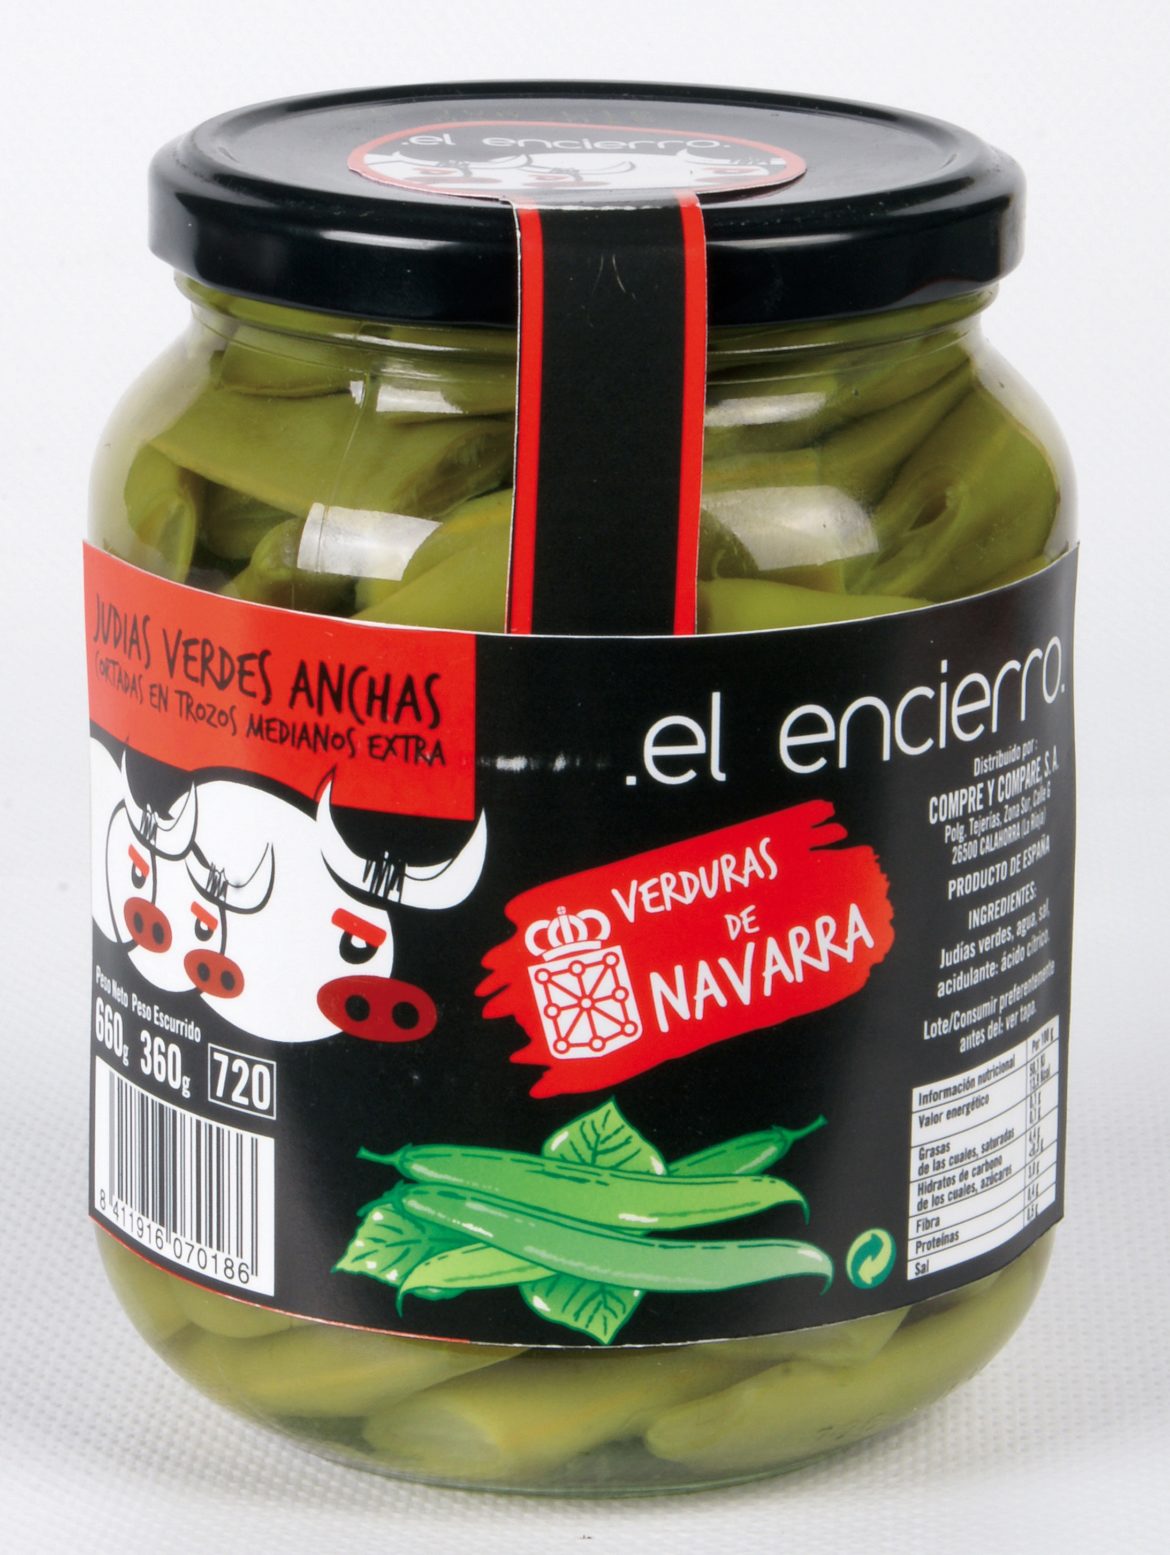 .el encierro.
JUDIAS VERDES ANCHAS
CORTADAS EN TROZOS MEDIANOS EXTRA
.el encierro.
Distribuido por:
COMPRE Y COMPARE, S. A.
Polg. Tejerías, Zona Sur, Calle
26500 CALAHORRA (La Rioja)
PRODUCTO DE ESPAÑA
INGREDIENTES:
Judías verdes, agua, sal,
acidulante: ácido cítrico.
Lote/Consumir preferentemente
antes del: ver tapa.
VERDURAS
DE
NAVARRA
Peso Neto Peso Escurrido
660g 360g 720
8 411916 070186
Información nutricional Por 100 g
Valor energético
Grasas
de las cuales, saturadas
Hidratos de carbono
de los cuales, azúcares
Fibra
Proteínas
Sal